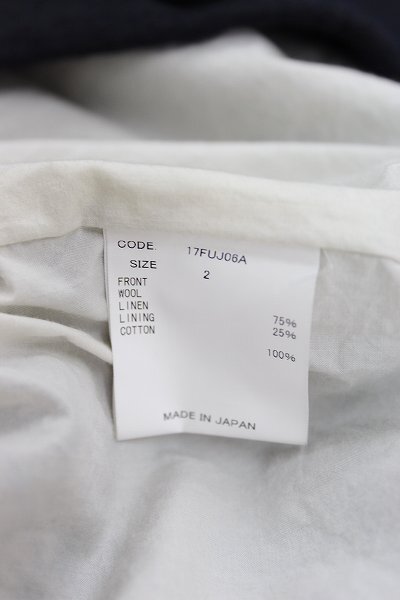 CODE. 17FUJ06A
SIZE 2
FRONT
WOOL
LINEN
LINING 75%
COTTON 25%
100%
MADE IN JAPAN